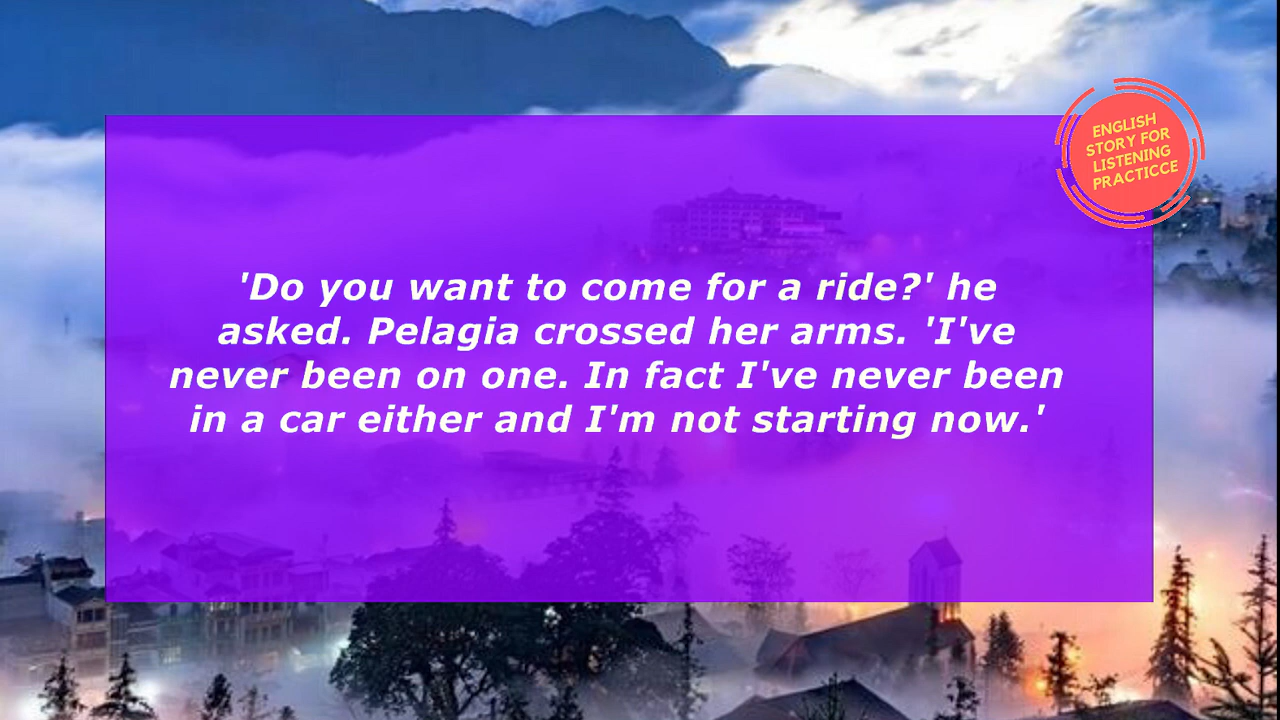 ENGLISH
STORY FOR
LISTENING
PRACTICCE
'Do you want to come for a ride?' he
asked. Pelagia crossed her arms. 'I've
never been on one. In fact I've never been
in a car either and I'm not starting now.'